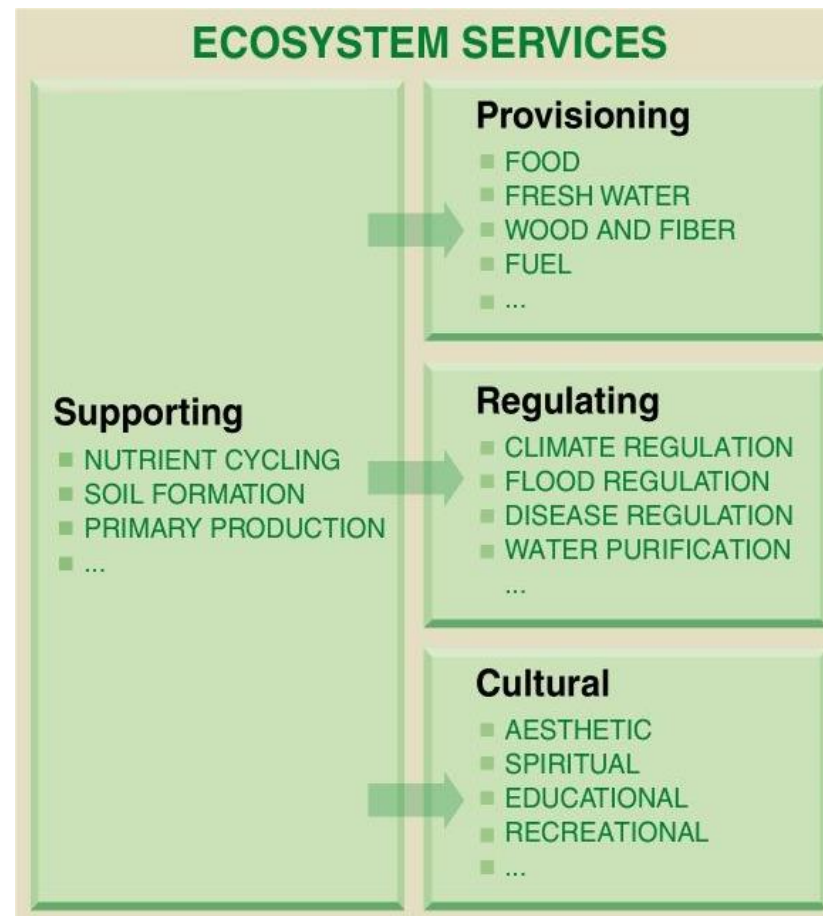 ECOSYSTEM SERVICES
Supporting
NUTRIENT CYCLING
SOIL FORMATION
PRIMARY PRODUCTION
...
Provisioning
FOOD
FRESH WATER
WOOD AND FIBER
FUEL
...
Regulating
CLIMATE REGULATION
FLOOD REGULATION
DISEASE REGULATION
WATER PURIFICATION
...
Cultural
AESTHETIC
SPIRITUAL
EDUCATIONAL
RECREATIONAL
...